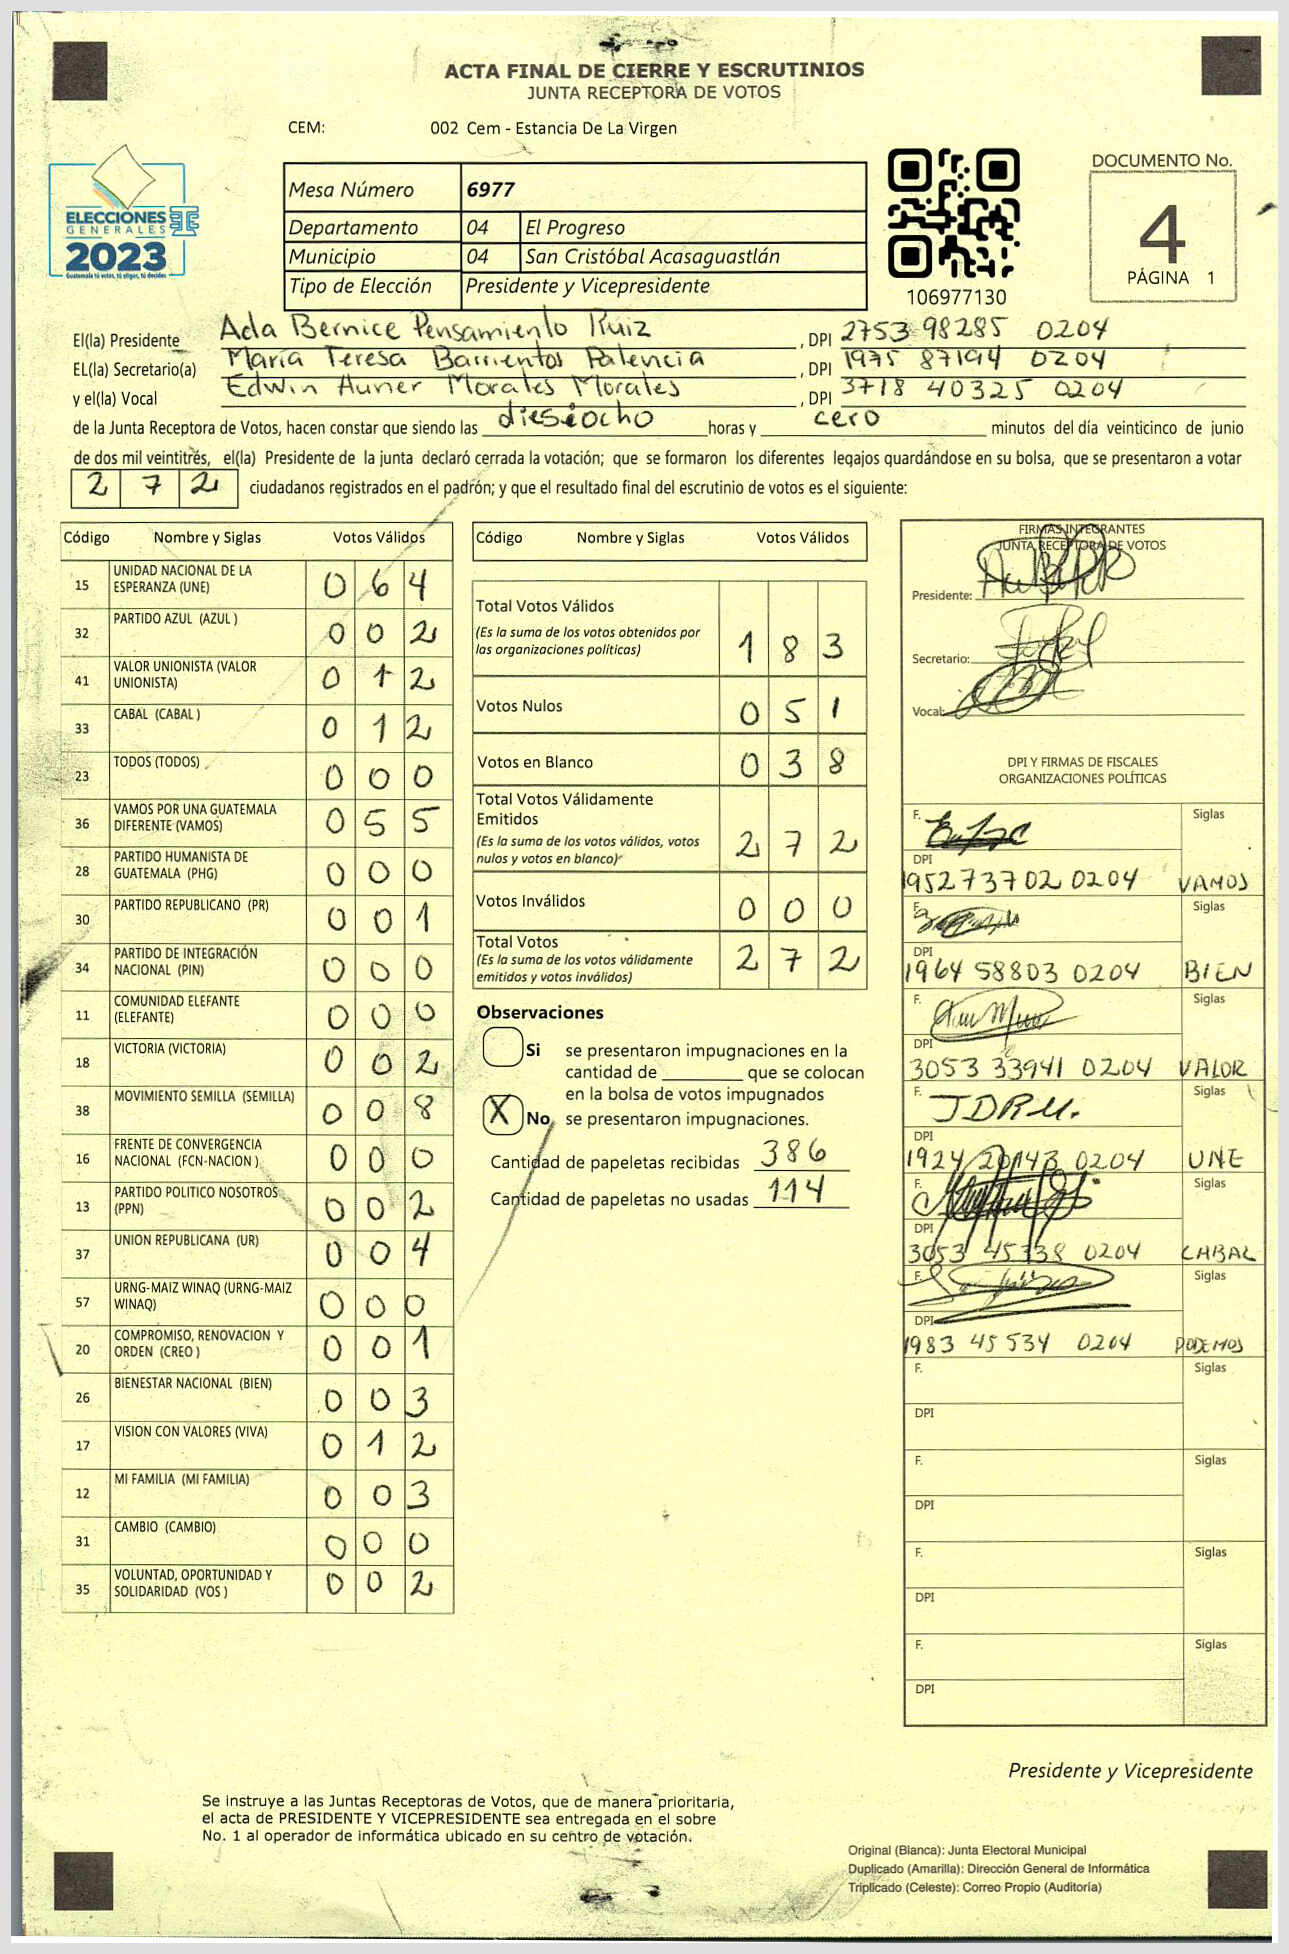 ACTA FINAL DE CIERRE Y ESCRUTINIOS
JUNTA RECEPTORA DE VOTOS
CEM: 002 Cem - Estancia De La Virgen
ELECCIONES
GENERALES
2023
Guatemala tú votas, tú eliges, tú decides
Mesa Número 6977
Departamento 04 El Progreso
Municipio 04 San Cristóbal Acasaguastlán
Tipo de Elección Presidente y Vicepresidente
106977130
DOCUMENTO No.
4
PÁGINA 1
El(la) Presidente Ada Bernice Pensamiento Ruiz , DPI 2753 98285 0204
EL(la) Secretario(a) María Teresa Barrientos Palencia , DPI 1975 87194 0204
y el(la) Vocal Edwin Auner Morales Morales , DPI 3718 40325 0204
de la Junta Receptora de Votos, hacen constar que siendo las diesiocho horas y cero minutos del día veinticinco de junio
de dos mil veintitrés, el(la) Presidente de la junta declaró cerrada la votación; que se formaron los diferentes legajos guardándose en su bolsa, que se presentaron a votar
2 7 2 ciudadanos registrados en el padrón; y que el resultado final del escrutinio de votos es el siguiente:
Código Nombre y Siglas Votos Válidos
15 UNIDAD NACIONAL DE LA ESPERANZA (UNE) 0 6 4
32 PARTIDO AZUL (AZUL ) 0 0 2
41 VALOR UNIONISTA (VALOR UNIONISTA) 0 1 2
33 CABAL (CABAL ) 0 1 2
23 TODOS (TODOS) 0 0 0
36 VAMOS POR UNA GUATEMALA DIFERENTE (VAMOS) 0 5 5
28 PARTIDO HUMANISTA DE GUATEMALA (PHG) 0 0 0
30 PARTIDO REPUBLICANO (PR) 0 0 1
34 PARTIDO DE INTEGRACIÓN NACIONAL (PIN) 0 0 0
11 COMUNIDAD ELEFANTE (ELEFANTE) 0 0 0
18 VICTORIA (VICTORIA) 0 0 2
38 MOVIMIENTO SEMILLA (SEMILLA) 0 0 8
16 FRENTE DE CONVERGENCIA NACIONAL (FCN-NACION ) 0 0 0
13 PARTIDO POLITICO NOSOTROS (PPN) 0 0 2
37 UNION REPUBLICANA (UR) 0 0 4
57 URNG-MAIZ WINAQ (URNG-MAIZ WINAQ) 0 0 0
20 COMPROMISO, RENOVACION Y ORDEN (CREO ) 0 0 1
26 BIENESTAR NACIONAL (BIEN) 0 0 3
17 VISION CON VALORES (VIVA) 0 1 2
12 MI FAMILIA (MI FAMILIA) 0 0 3
31 CAMBIO (CAMBIO) 0 0 0
35 VOLUNTAD, OPORTUNIDAD Y SOLIDARIDAD (VOS ) 0 0 2
Código Nombre y Siglas Votos Válidos
Total Votos Válidos
(Es la suma de los votos obtenidos por
las organizaciones políticas) 1 8 3
Votos Nulos 0 5 1
Votos en Blanco 0 3 8
Total Votos Válidamente
Emitidos
(Es la suma de los votos válidos, votos
nulos y votos en blanco) 2 7 2
Votos Inválidos 0 0 0
Total Votos
(Es la suma de los votos válidamente
emitidos y votos inválidos) 2 7 2
Observaciones
Si se presentaron impugnaciones en la
cantidad de ________ que se colocan
en la bolsa de votos impugnados
X No se presentaron impugnaciones.
Cantidad de papeletas recibidas 386
Cantidad de papeletas no usadas 114
FIRMAS INTEGRANTES
JUNTA RECEPTORA DE VOTOS
Presidente:
Secretario:
Vocal:
DPI Y FIRMAS DE FISCALES
ORGANIZACIONES POLÍTICAS
F. Siglas
DPI
1952737020204 VAMOS
F. Siglas
DPI
1964 58803 0204 BIEN
F. Siglas
DPI
3053 33941 0204 VALOR
F. JDRU. Siglas
DPI
1924 20143 0204 UNE
F. Siglas
DPI
3053 45338 0204 CABAL
F. Siglas
DPI
1983 45534 0204 PODEMOS
F. Siglas
DPI
F. Siglas
DPI
F. Siglas
DPI
F. Siglas
DPI
Presidente y Vicepresidente
Se instruye a las Juntas Receptoras de Votos, que de manera prioritaria,
el acta de PRESIDENTE Y VICEPRESIDENTE sea entregada en el sobre
No. 1 al operador de informática ubicado en su centro de votación.
Original (Blanca): Junta Electoral Municipal
Duplicado (Amarilla): Dirección General de Informática
Triplicado (Celeste): Correo Propio (Auditoría)